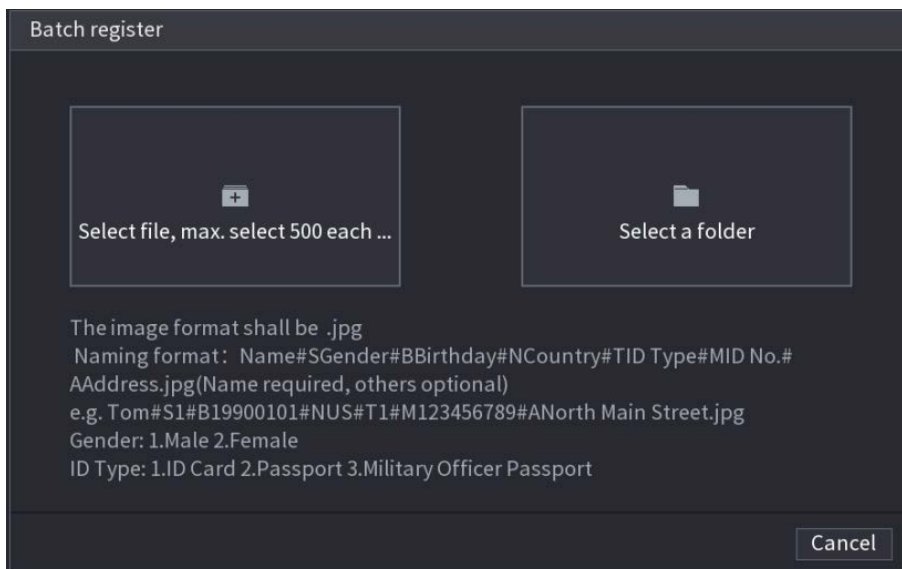 Batch register
Select file, max. select 500 each ...
Select a folder
The image format shall be .jpg
Naming format: Name#SGender#BBirthday#NCountry#TID Type#MID No.#
AAddress.jpg(Name required, others optional)
e.g. Tom#S1#B19900101#NUS#T1#M123456789#ANorth Main Street.jpg
Gender: 1.Male 2.Female
ID Type: 1.ID Card 2.Passport 3.Military Officer Passport
Cancel